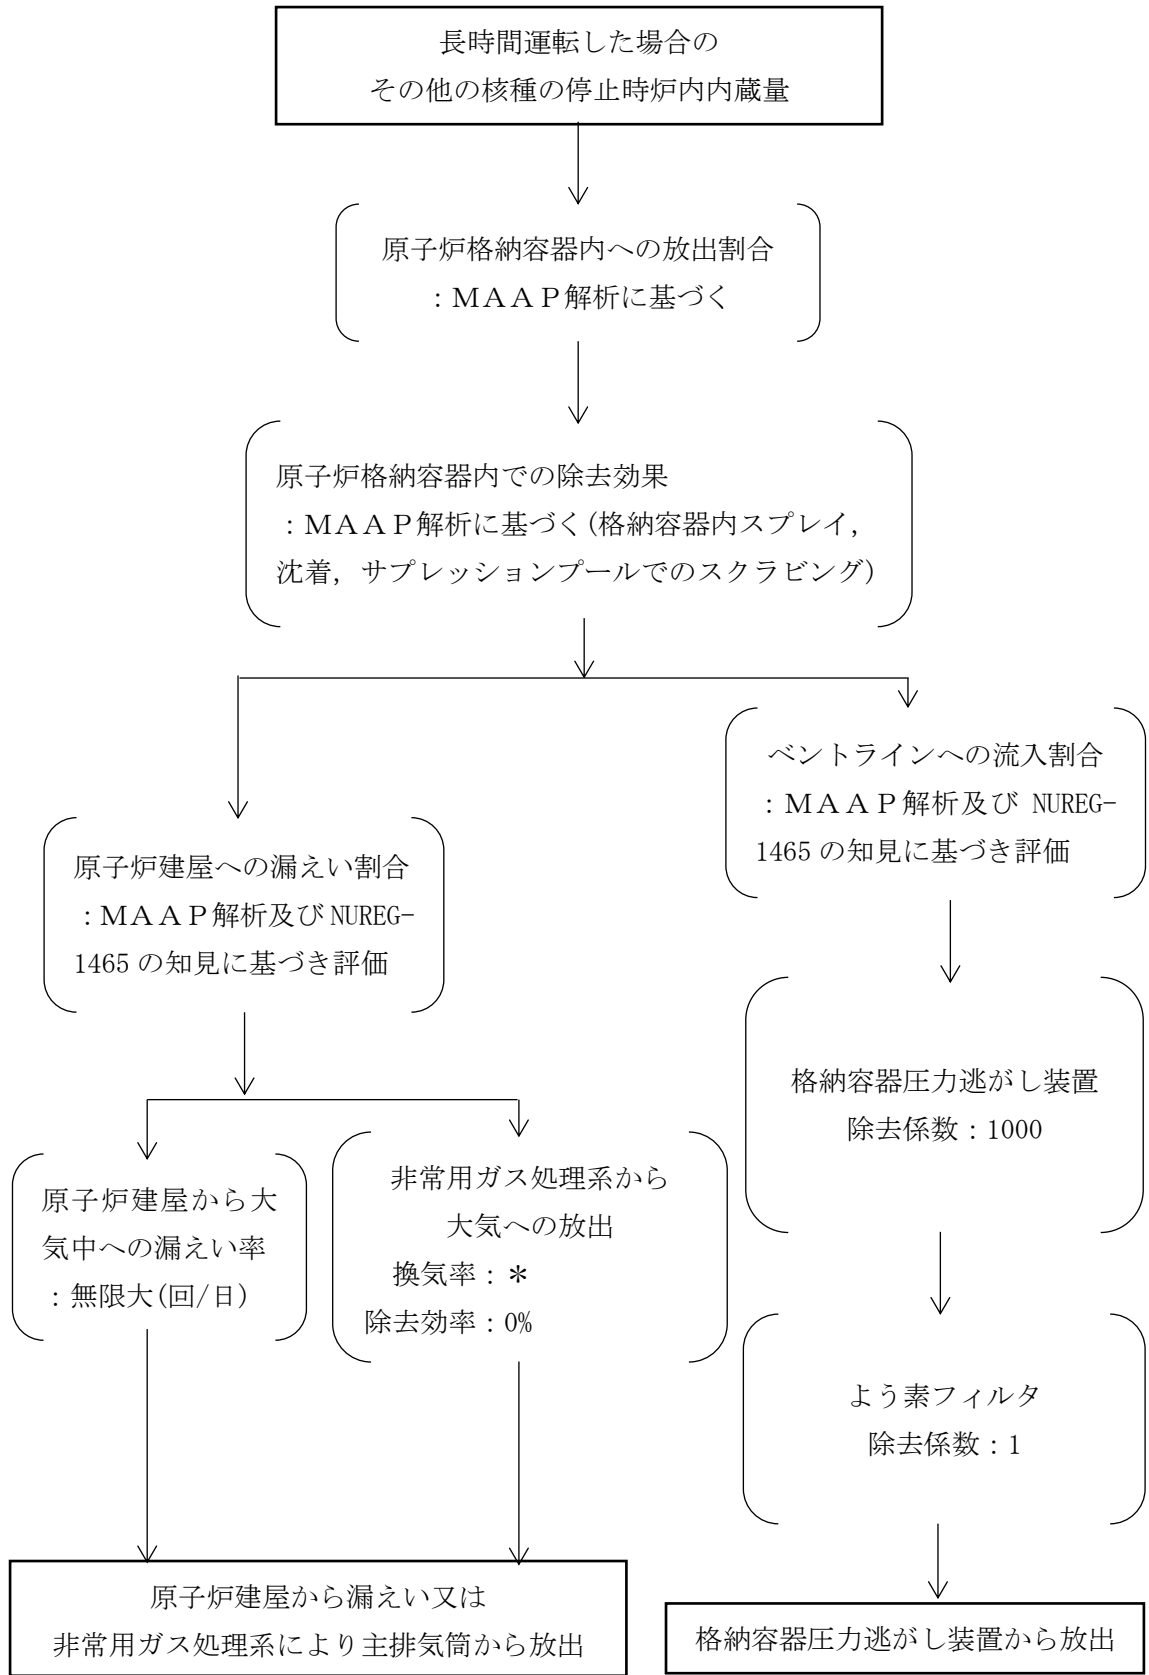 長時間運転した場合の
その他の核種の停止時炉内内蔵量
原子炉格納容器内への放出割合
：ＭＡＡＰ解析に基づく
原子炉格納容器内での除去効果
：ＭＡＡＰ解析に基づく(格納容器内スプレイ,
沈着, サプレッションプールでのスクラビング)
ベントラインへの流入割合
：ＭＡＡＰ解析及び NUREG-
1465 の知見に基づき評価
原子炉建屋への漏えい割合
：ＭＡＡＰ解析及び NUREG-
1465 の知見に基づき評価
格納容器圧力逃がし装置
除去係数：1000
原子炉建屋から大
気中への漏えい率
：無限大(回/日)
非常用ガス処理系から
大気への放出
換気率：＊
除去効率：0%
よう素フィルタ
除去係数：1
原子炉建屋から漏えい又は
非常用ガス処理系により主排気筒から放出
格納容器圧力逃がし装置から放出